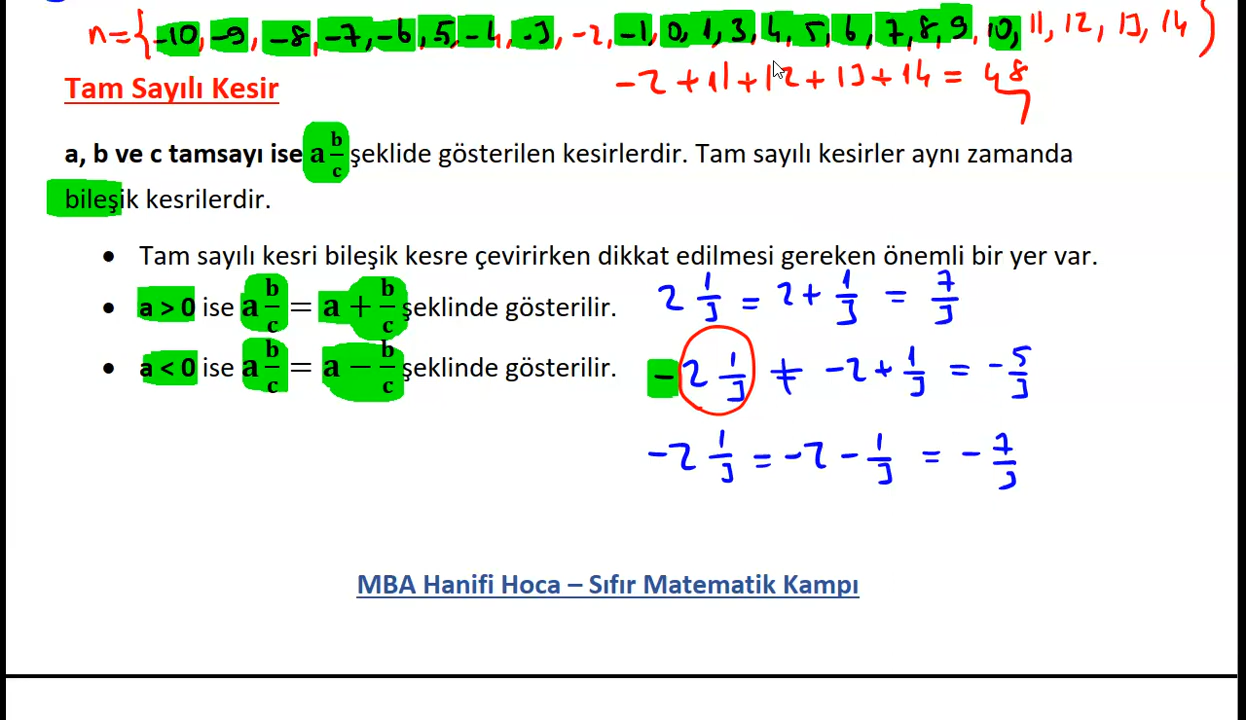 n={-10, -9, -8, -7, -6, 5, -4, -3, -2, -1, 0, 1, 3, 4, 5, 6, 7, 8, 9, 10, 11, 12, 13, 14}
-2 + 11 + 12 + 13 + 14 = 48
Tam Sayılı Kesir
a, b ve c tamsayı ise a b/c şeklide gösterilen kesirlerdir. Tam sayılı kesirler aynı zamanda
bileşik kesrilerdir.
• Tam sayılı kesri bileşik kesre çevirirken dikkat edilmesi gereken önemli bir yer var.
• a > 0 ise a b/c = a + b/c şeklinde gösterilir. 2 1/3 = 2 + 1/3 = 7/3
• a < 0 ise a b/c = a − b/c şeklinde gösterilir. -2 1/3 ≠ -2 + 1/3 = -5/3
-2 1/3 = -2 - 1/3 = -7/3
MBA Hanifi Hoca – Sıfır Matematik Kampı